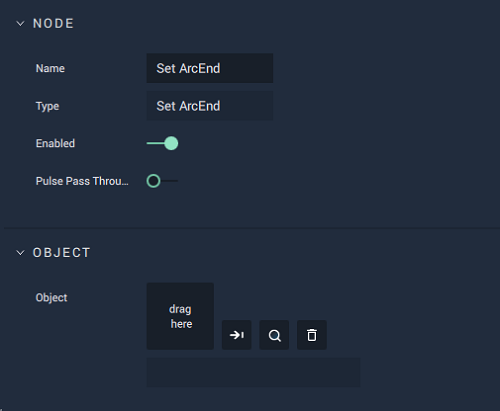 NODE
Name Set ArcEnd
Type Set ArcEnd
Enabled
Pulse Pass Throu...
OBJECT
Object
drag
here